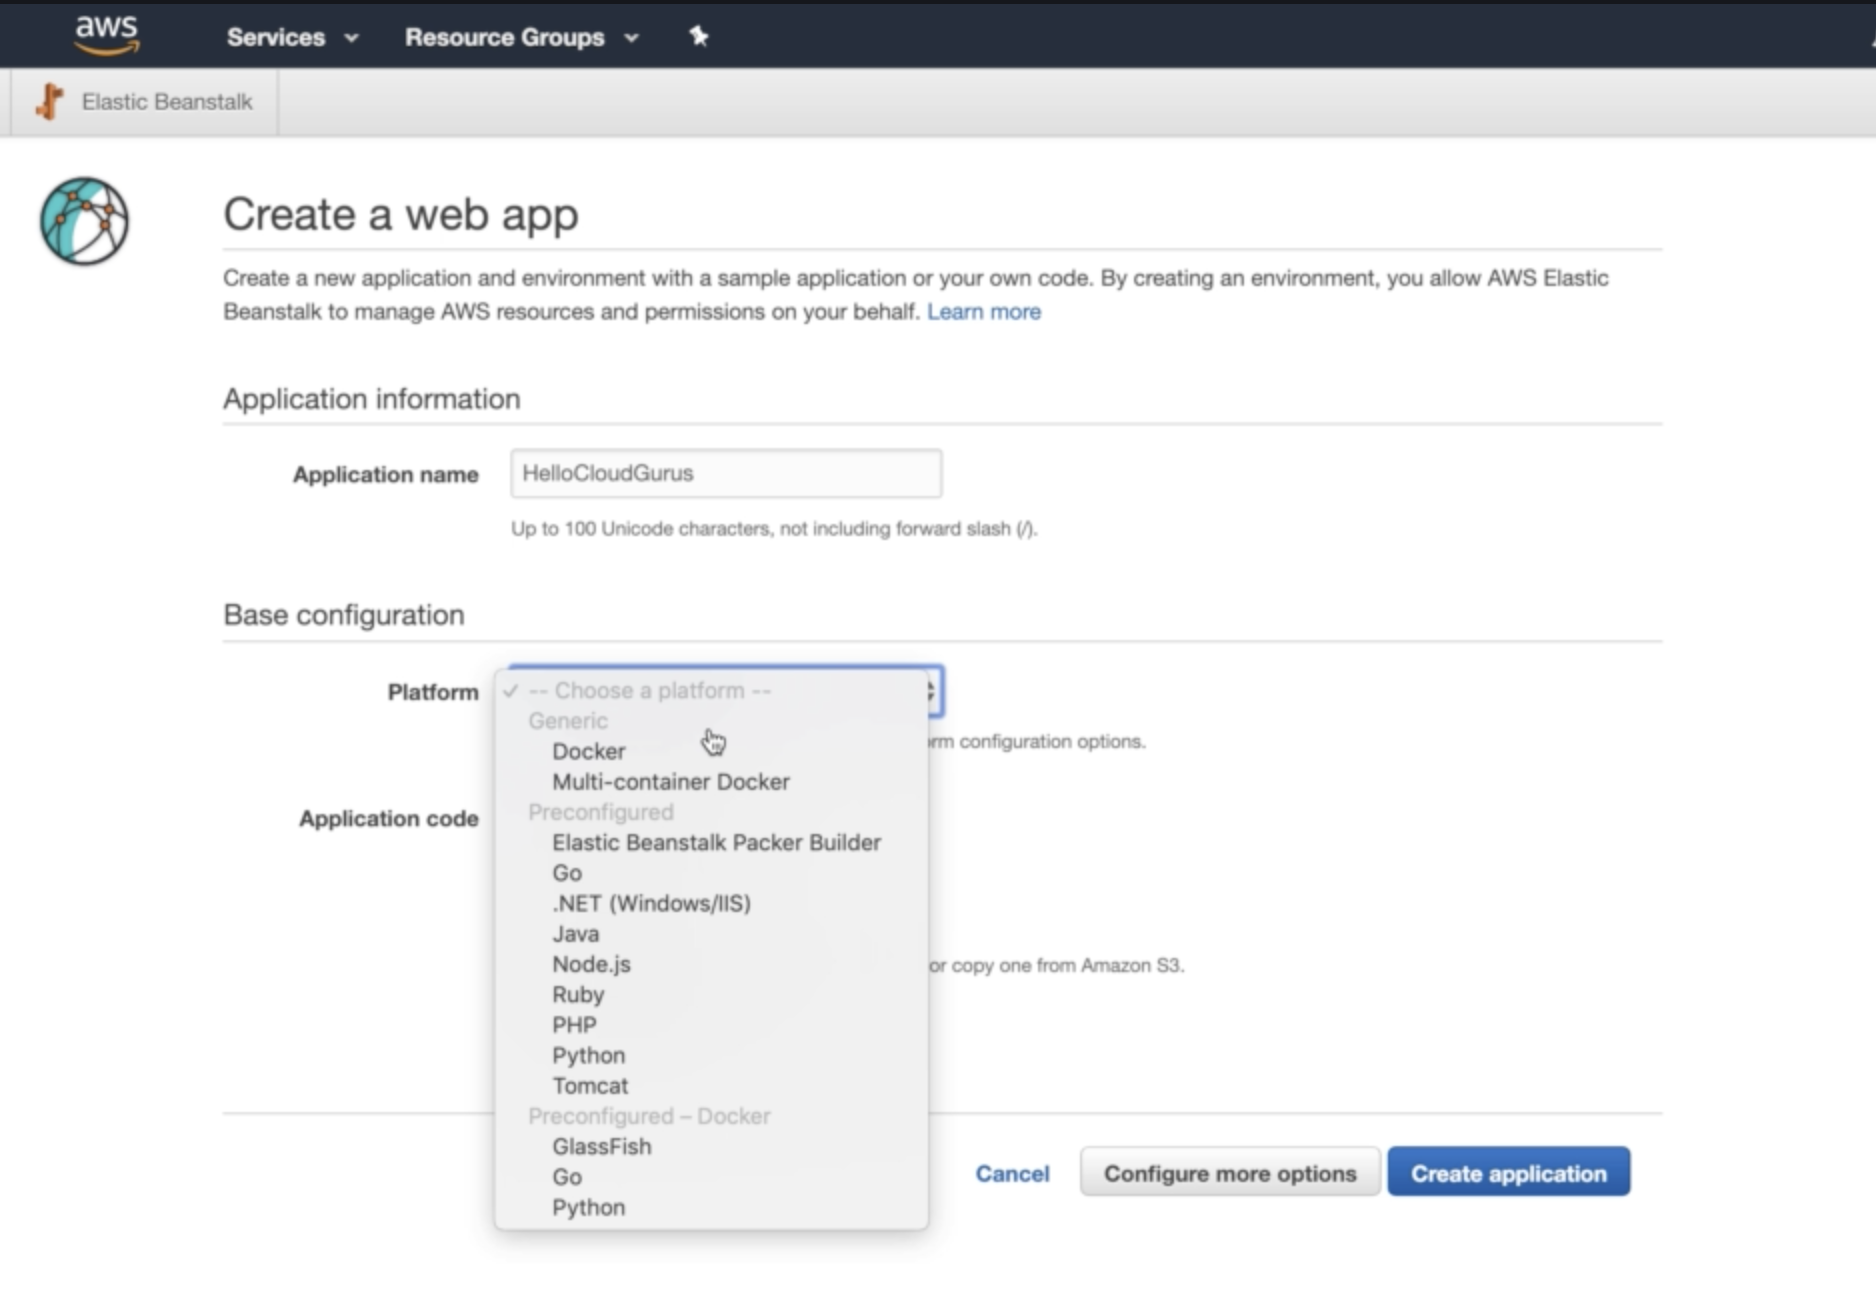 aws
Services
Resource Groups
Elastic Beanstalk
Create a web app
Create a new application and environment with a sample application or your own code. By creating an environment, you allow AWS Elastic
Beanstalk to manage AWS resources and permissions on your behalf. Learn more
Application information
Application name
HelloCloudGurus
Up to 100 Unicode characters, not including forward slash (/).
Base configuration
Platform
-- Choose a platform --
Generic
Docker
configuration options.
Multi-container Docker
Preconfigured
Application code
Elastic Beanstalk Packer Builder
Go
.NET (Windows/IIS)
Java
Node.js
or copy one from Amazon S3.
Ruby
PHP
Python
Tomcat
Preconfigured – Docker
GlassFish
Go
Python
Cancel
Configure more options
Create application